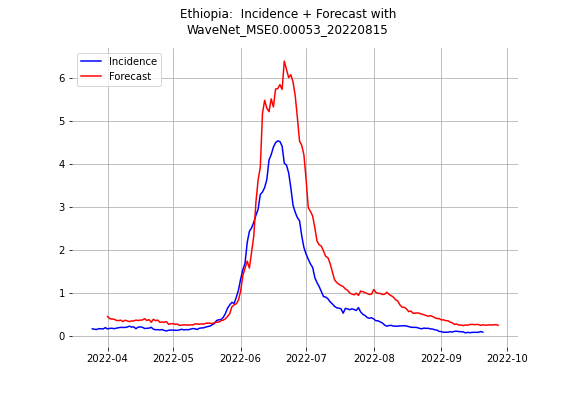 Ethiopia:  Incidence + Forecast with
WaveNet_MSE0.00053_20220815
Incidence
Forecast
6
5
4
3
2
1
0
2022-04 2022-05 2022-06 2022-07 2022-08 2022-09 2022-10